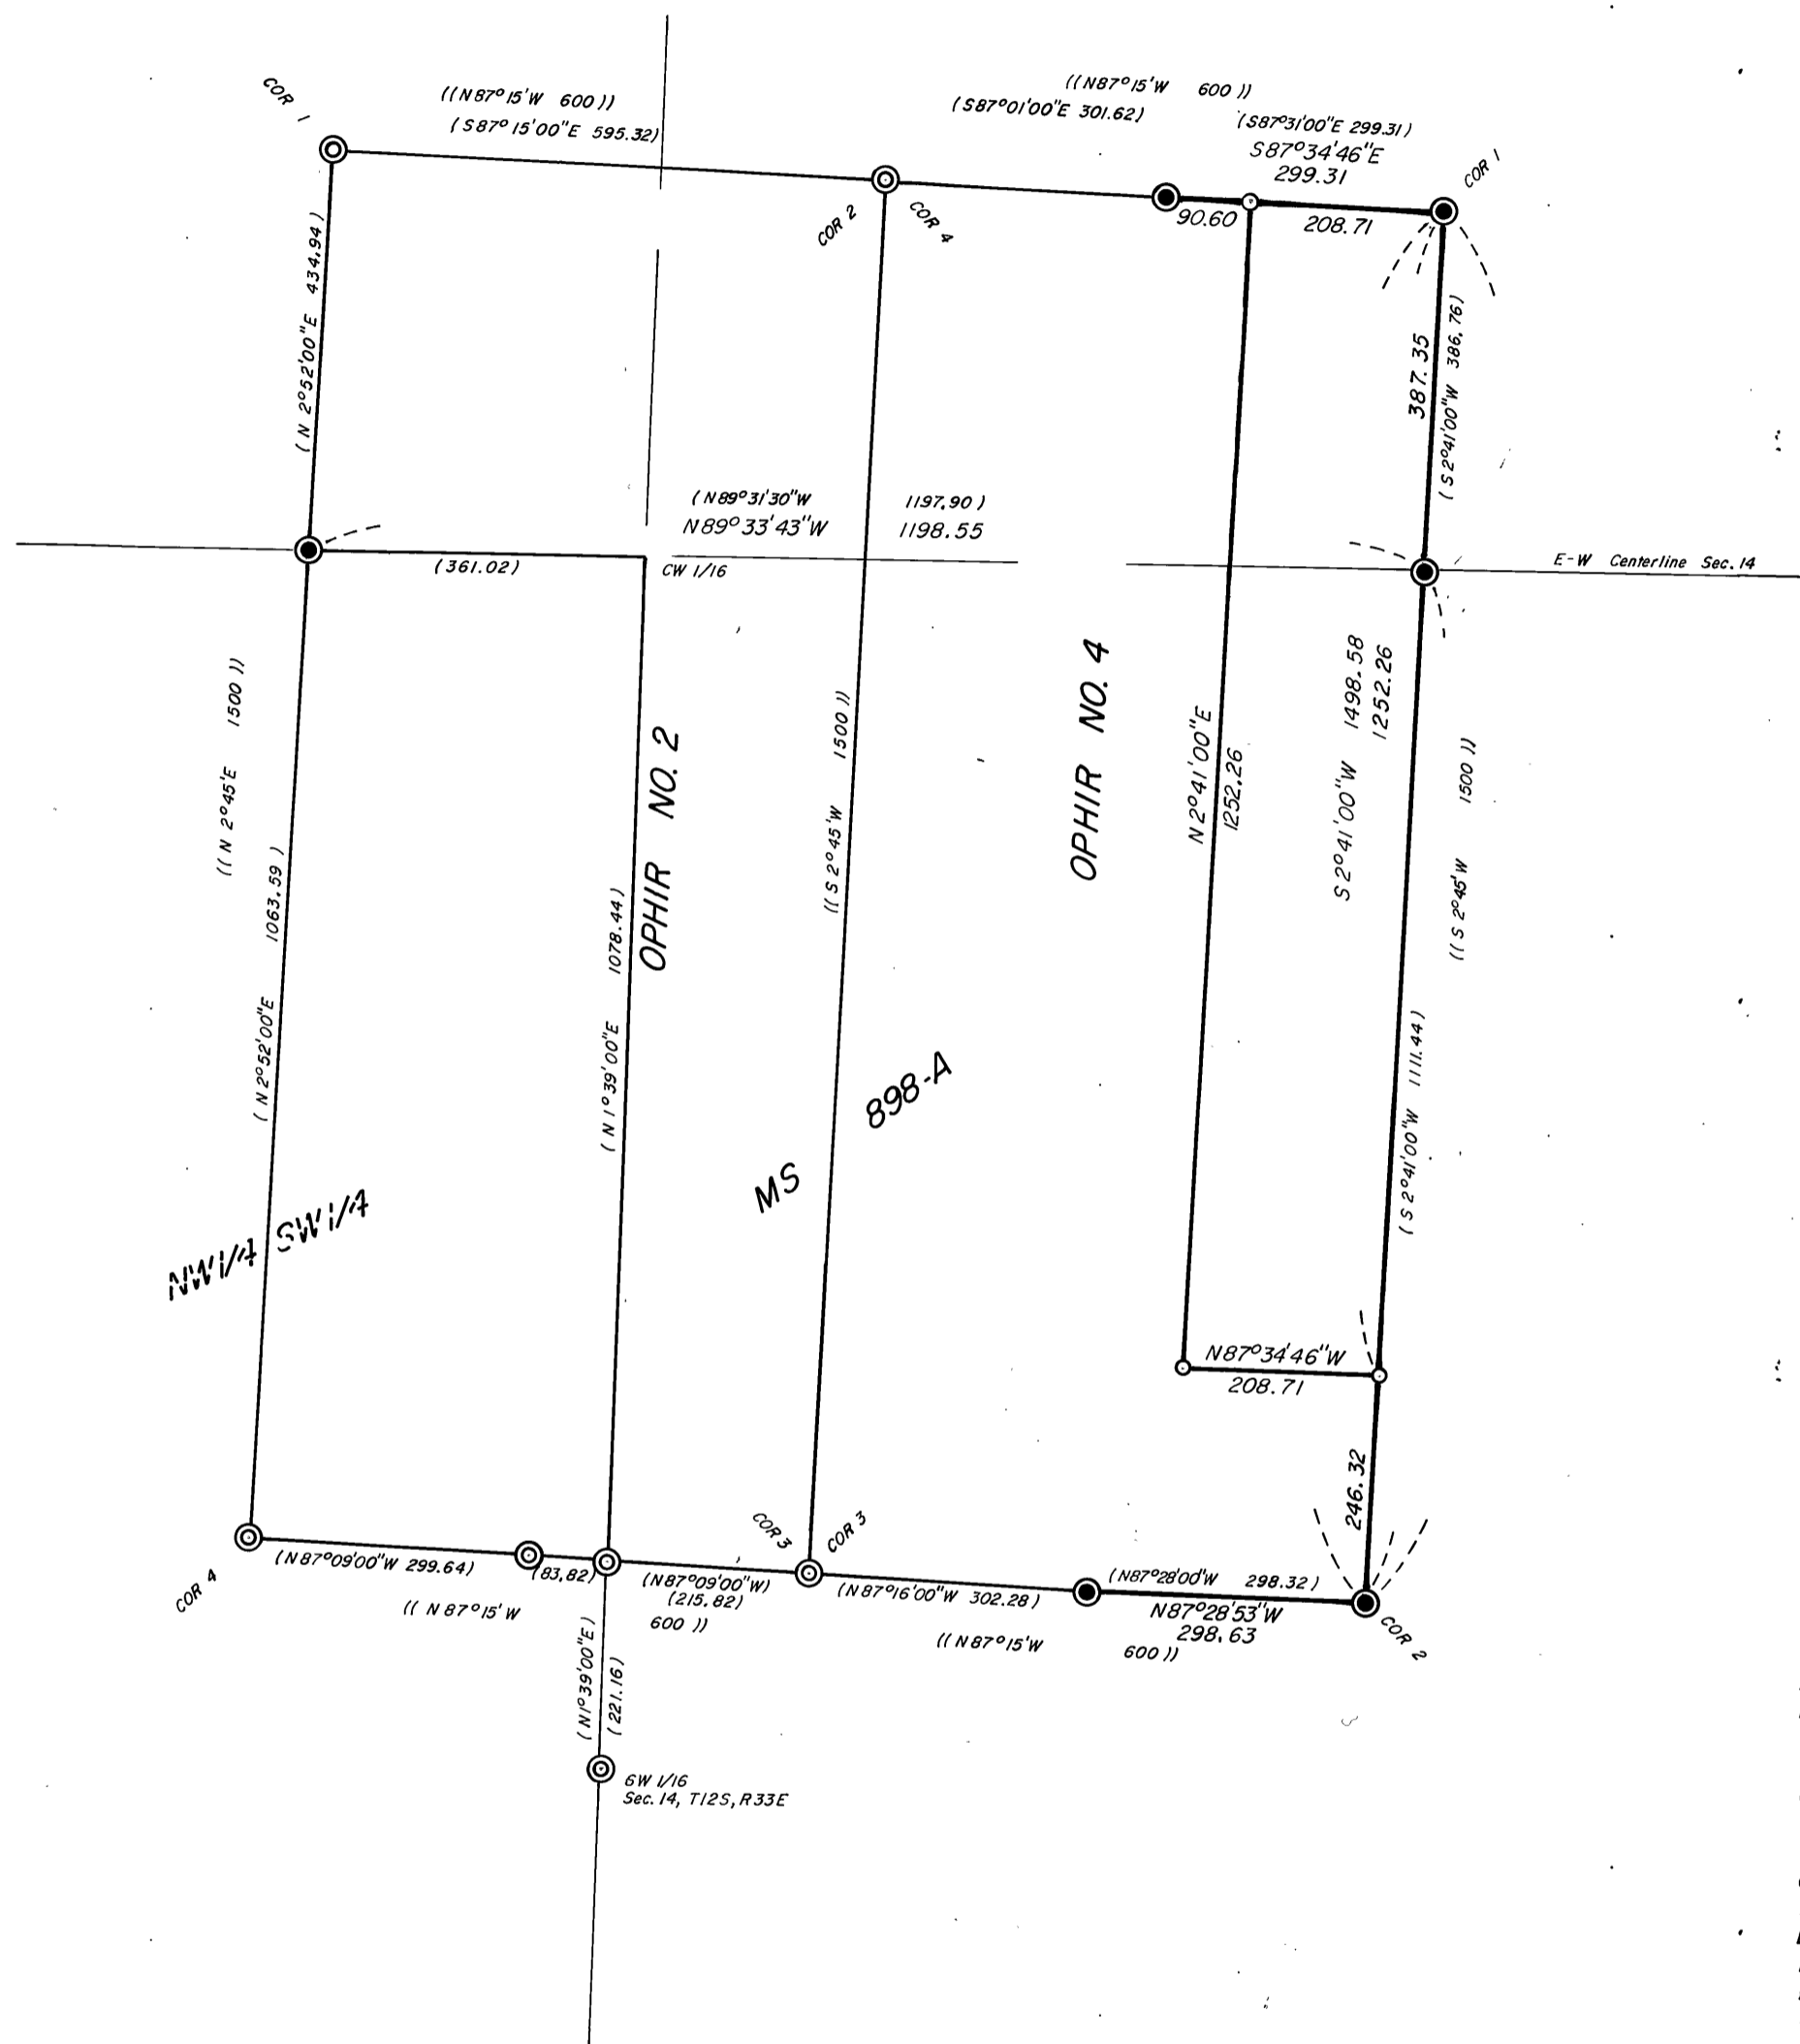 COR 1
((N87°15'W 600))
(S87°15'00"E 595.32)
((N87°15'W 600))
(S87°01'00"E 301.62)
(S87°31'00"E 299.31)
S87°34'46"E
299.31
COR 1
COR 2
COR 4
90.60
208.71
(N 2°52'00"E 434.94)
387.35
(S 2°41'00"W 386.76)
(N89°31'30"W 1197.90)
N89°33'43"W 1198.55
(361.02)
CW 1/16
E-W Centerline Sec. 14
((N 2°45'E 1500))
(N 2°52'00"E 1063.59)
(N 1°39'00"E 1078.44)
OPHIR NO. 2
((S 2°45'W 1500))
OPHIR NO. 4
N2°41'00"E
1252.26
S 2°41'00"W 1498.58
1252.26
((S 2°45'W 1500))
(S 2°41'00"W 1111.44)
MS 898-A
NW1/4 SW1/4
N87°34'46"W
208.71
246.32
COR 4
(N87°09'00"W 299.64)
(83.82)
(N87°09'00"W)
(215.82)
((N87°15'W 600))
COR 3
COR 3
(N87°16'00"W 302.28)
(N87°28'00"W 298.32)
N87°28'53"W
298.63
((N87°15'W 600))
COR 2
(N1°39'00"E)
(221.16)
SW 1/16
Sec. 14, T12S, R33E